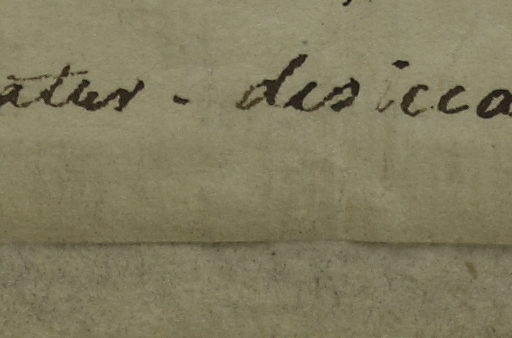 atur - desicca